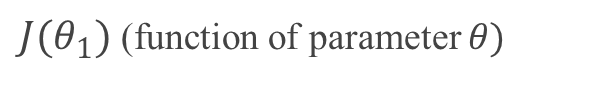 J(θ₁) (function of parameter θ)